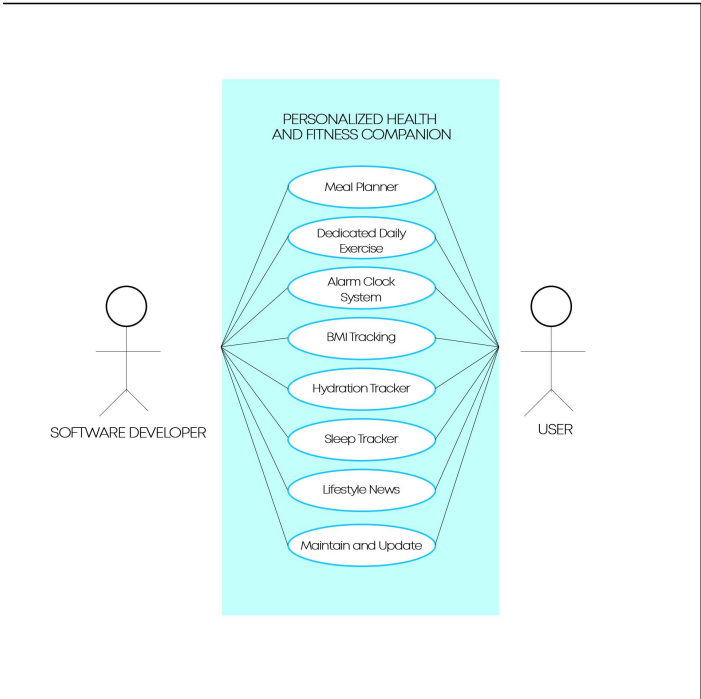 PERSONALIZED HEALTH
AND FITNESS COMPANION
Meal Planner
Dedicated Daily
Exercise
Alarm Clock
System
BMI Tracking
Hydration Tracker
Sleep Tracker
Lifestyle News
Maintain and Update
SOFTWARE DEVELOPER
USER